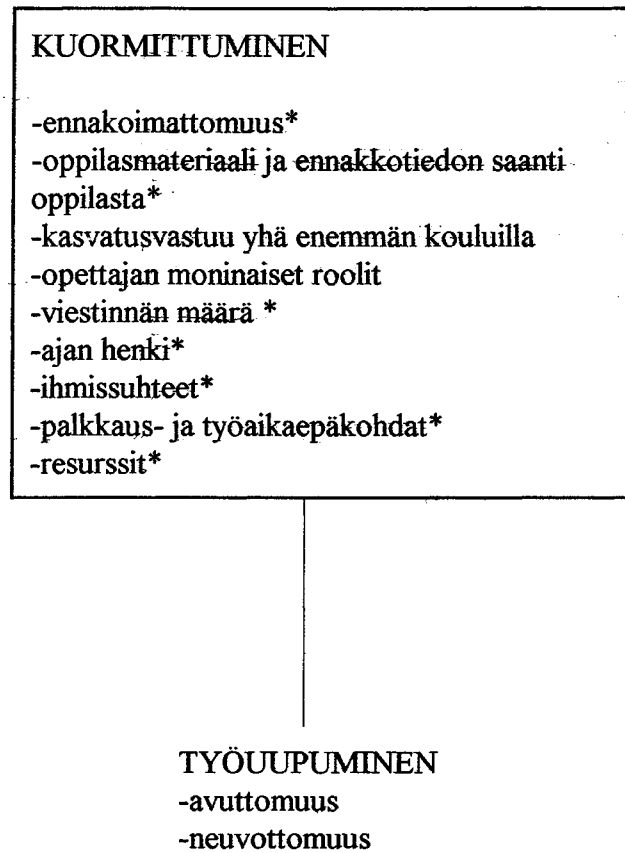 KUORMITTUMINEN
-ennakoimattomuus*
-oppilasmateriaali ja ennakkotiedon saanti
oppilasta*
-kasvatusvastuu yhä enemmän kouluilla
-opettajan moninaiset roolit
-viestinnän määrä *
-ajan henki*
-ihmissuhteet*
-palkkaus- ja työaikaepäkohdat*
-resurssit*
TYÖUUPUMINEN
-avuttomuus
-neuvottomuus